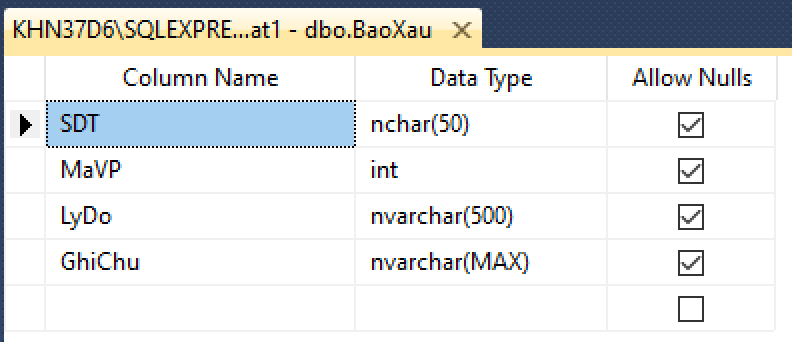 KHN37D6\SQLEXPRE...at1 - dbo.BaoXau
Column Name Data Type Allow Nulls
SDT nchar(50)
MaVP int
LyDo nvarchar(500)
GhiChu nvarchar(MAX)